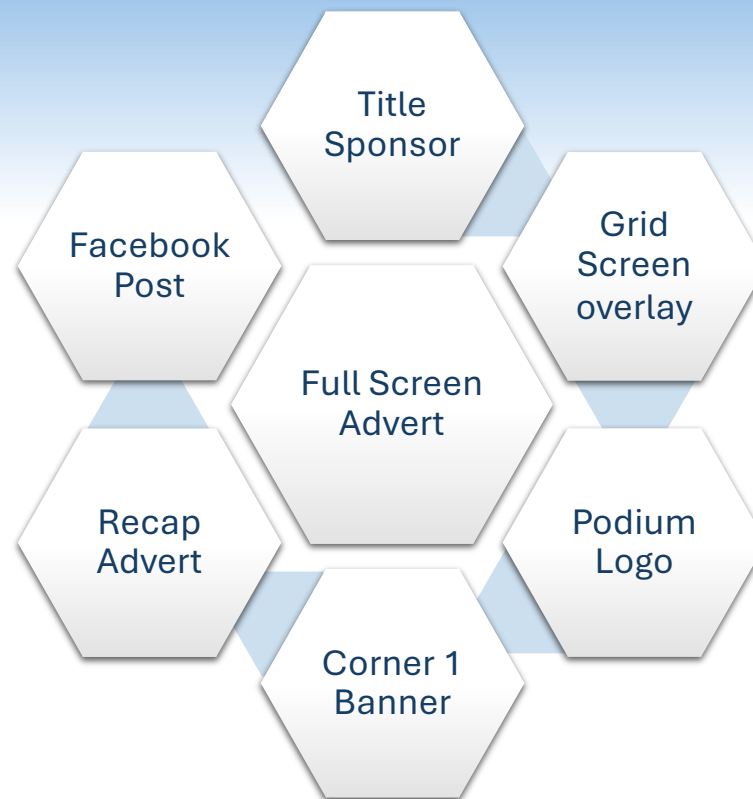 Title
Sponsor
Grid
Screen
overlay
Facebook
Post
Full Screen
Advert
Podium
Logo
Recap
Advert
Corner 1
Banner